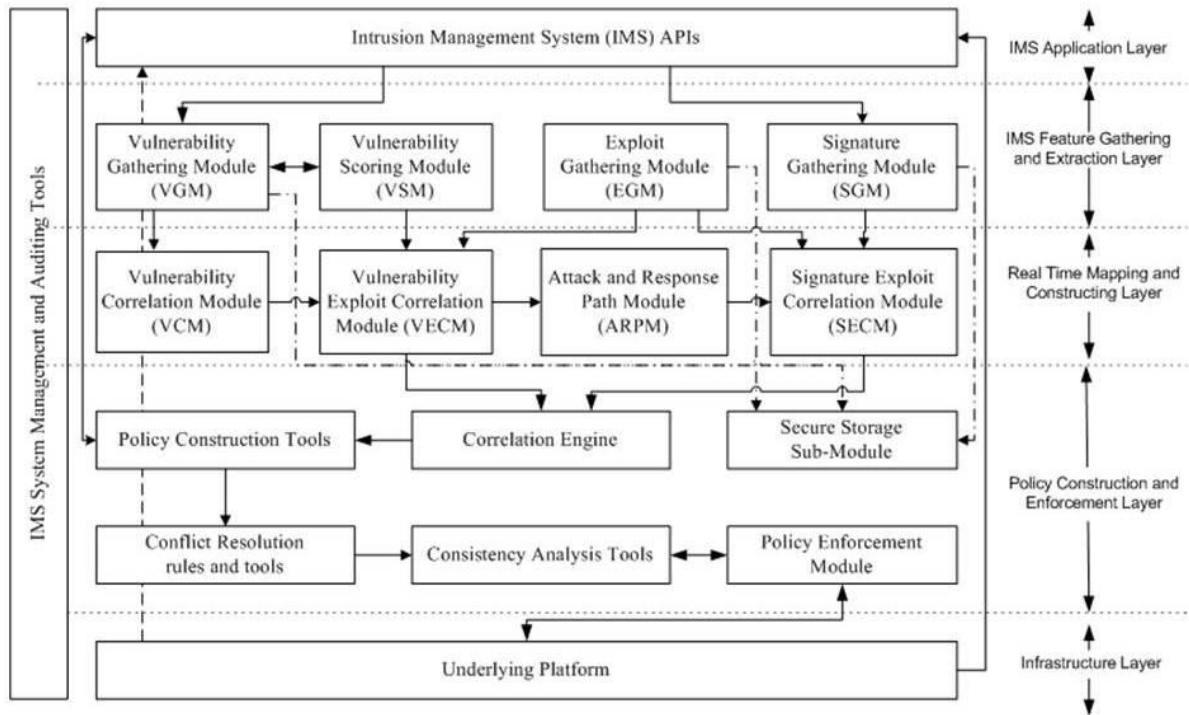 IMS System Management and Auditing Tools
Intrusion Management System (IMS) APIs
IMS Application Layer
Vulnerability
Gathering Module
(VGM)
Vulnerability
Scoring Module
(VSM)
Exploit
Gathering Module
(EGM)
Signature
Gathering Module
(SGM)
IMS Feature Gathering
and Extraction Layer
Vulnerability
Correlation Module
(VCM)
Vulnerability
Exploit Correlation
Module (VECM)
Attack and Response
Path Module
(ARPM)
Signature Exploit
Correlation Module
(SECM)
Real Time Mapping and
Constructing Layer
Policy Construction Tools
Correlation Engine
Secure Storage
Sub-Module
Policy Construction and
Enforcement Layer
Conflict Resolution
rules and tools
Consistency Analysis Tools
Policy Enforcement
Module
Underlying Platform
Infrastructure Layer